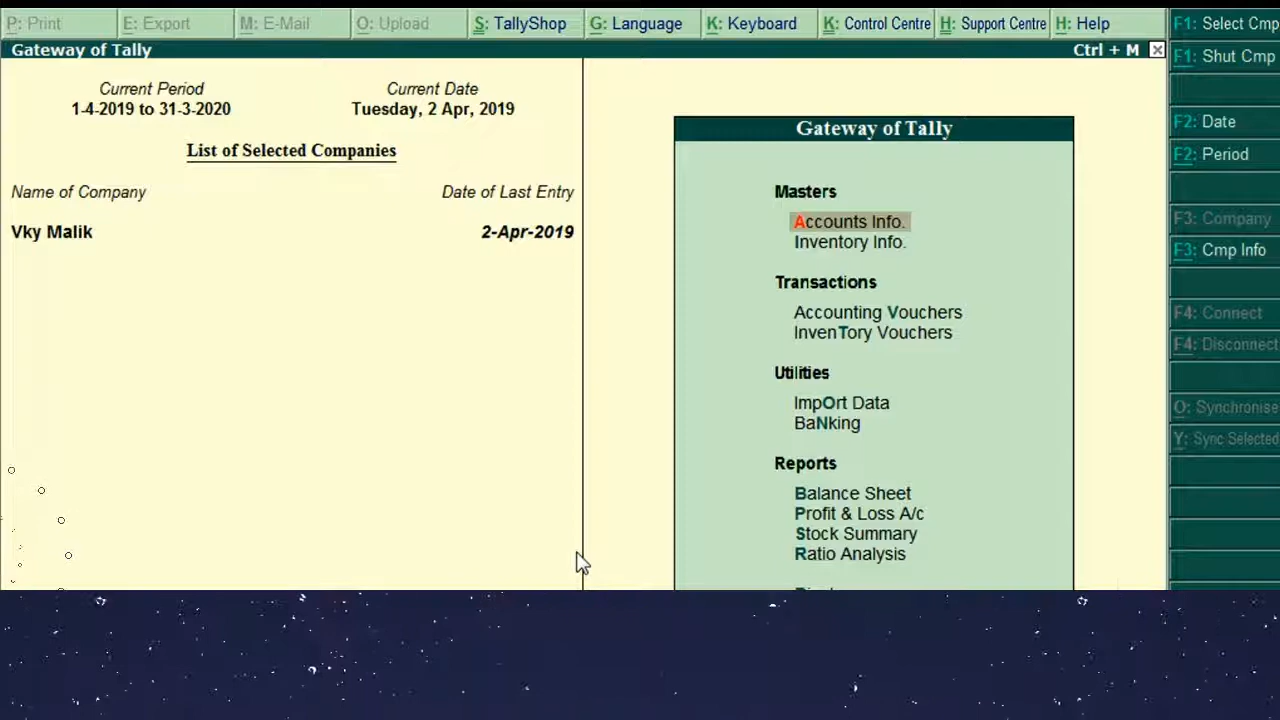 P: Print E: Export M: E-Mail O: Upload S: TallyShop G: Language K: Keyboard K: Control Centre H: Support Centre H: Help
Gateway of Tally Ctrl + M
Current Period Current Date
1-4-2019 to 31-3-2020 Tuesday, 2 Apr, 2019
List of Selected Companies
Name of Company Date of Last Entry
Vky Malik 2-Apr-2019
Gateway of Tally
Masters
Accounts Info.
Inventory Info.
Transactions
Accounting Vouchers
InvenTory Vouchers
Utilities
ImpOrt Data
BaNking
Reports
Balance Sheet
Profit & Loss A/c
Stock Summary
Ratio Analysis
F1: Select Cmp
F1: Shut Cmp
F2: Date
F2: Period
F3: Company
F3: Cmp Info
F4: Connect
F4: Disconnect
O: Synchronise
Y: Sync Selected